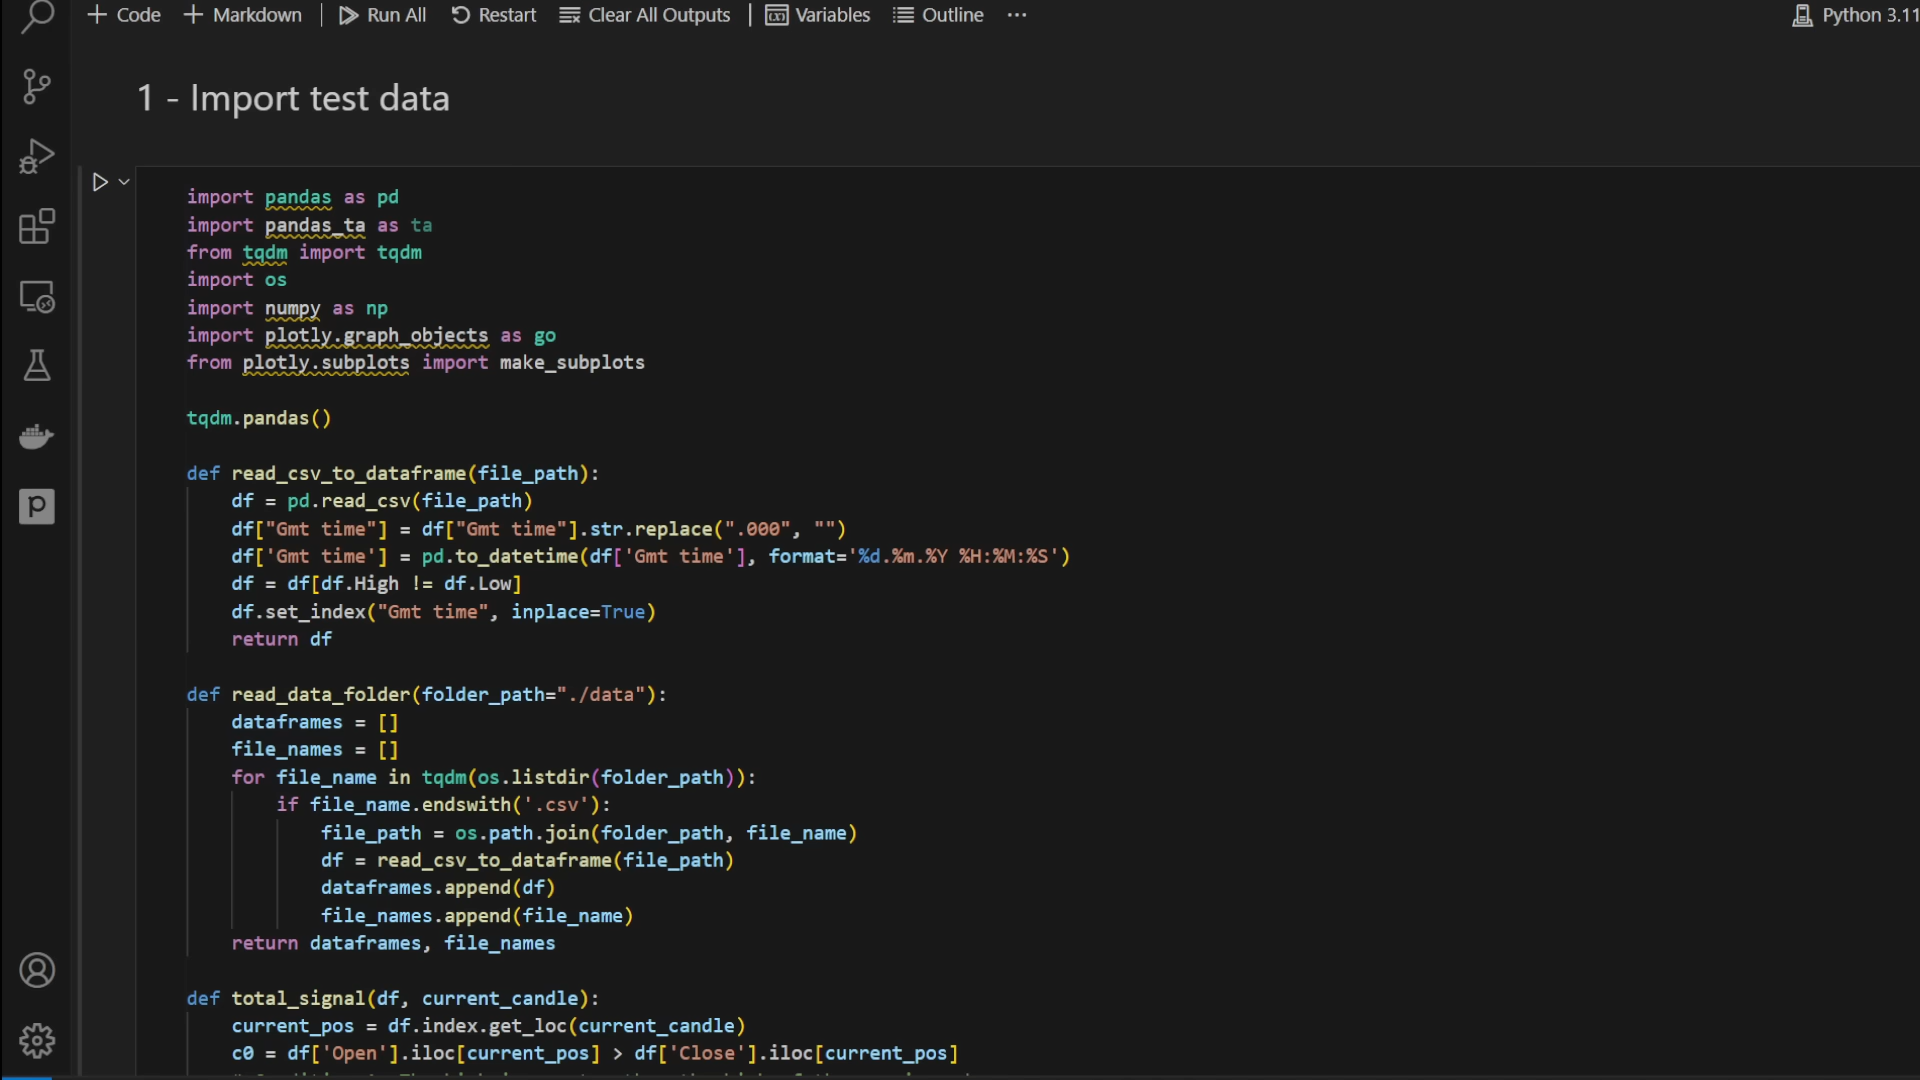 Code Markdown Run All Restart Clear All Outputs Variables Outline ... Python 3.11
1 - Import test data
import pandas as pd
import pandas_ta as ta
from tqdm import tqdm
import os
import numpy as np
import plotly.graph_objects as go
from plotly.subplots import make_subplots
tqdm.pandas()
def read_csv_to_dataframe(file_path):
    df = pd.read_csv(file_path)
    df["Gmt time"] = df["Gmt time"].str.replace(".000", "")
    df['Gmt time'] = pd.to_datetime(df['Gmt time'], format='%d.%m.%Y %H:%M:%S')
    df = df[df.High != df.Low]
    df.set_index("Gmt time", inplace=True)
    return df
def read_data_folder(folder_path="./data"):
    dataframes = []
    file_names = []
    for file_name in tqdm(os.listdir(folder_path)):
        if file_name.endswith('.csv'):
            file_path = os.path.join(folder_path, file_name)
            df = read_csv_to_dataframe(file_path)
            dataframes.append(df)
            file_names.append(file_name)
    return dataframes, file_names
def total_signal(df, current_candle):
    current_pos = df.index.get_loc(current_candle)
    c0 = df['Open'].iloc[current_pos] > df['Close'].iloc[current_pos]